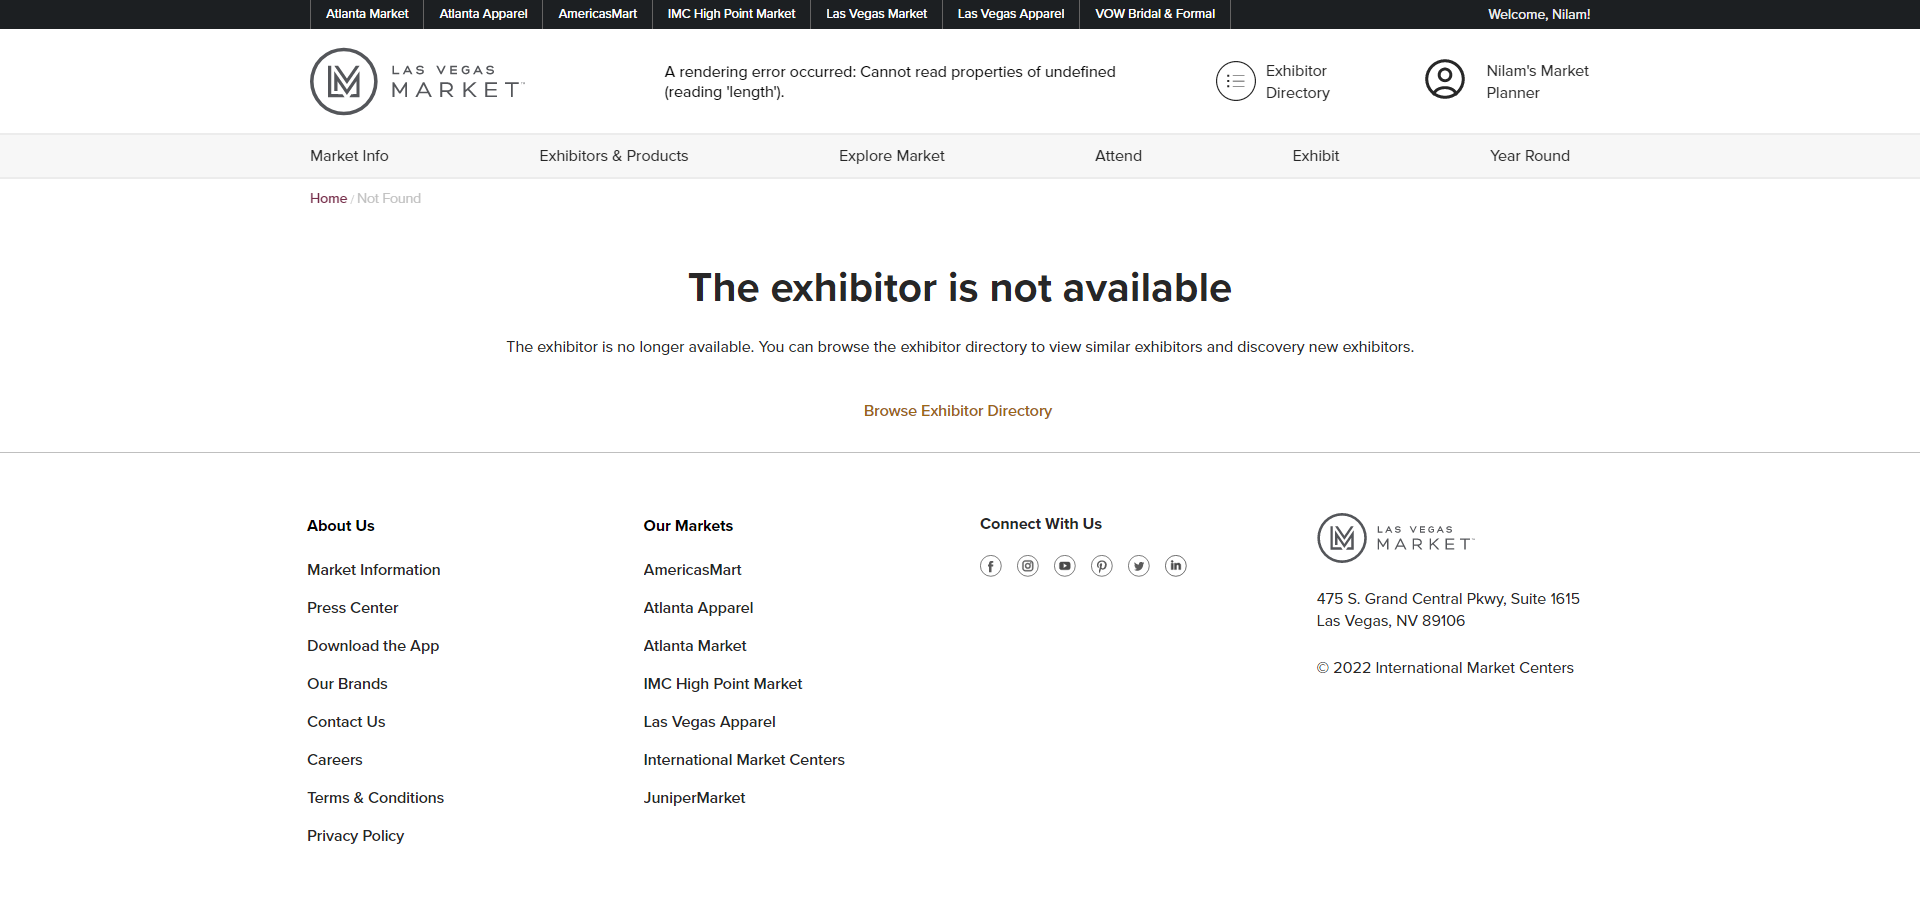 Atlanta Market
Atlanta Apparel
AmericasMart
IMC High Point Market
Las Vegas Market
Las Vegas Apparel
VOW Bridal & Formal
Welcome, Nilam!
LAS VEGAS
MARKET
A rendering error occurred: Cannot read properties of undefined
(reading 'length').
Exhibitor
Directory
Nilam's Market
Planner
Market Info
Exhibitors & Products
Explore Market
Attend
Exhibit
Year Round
Home / Not Found
The exhibitor is not available
The exhibitor is no longer available. You can browse the exhibitor directory to view similar exhibitors and discovery new exhibitors.
Browse Exhibitor Directory
About Us
Market Information
Press Center
Download the App
Our Brands
Contact Us
Careers
Terms & Conditions
Privacy Policy
Our Markets
AmericasMart
Atlanta Apparel
Atlanta Market
IMC High Point Market
Las Vegas Apparel
International Market Centers
JuniperMarket
Connect With Us
LAS VEGAS
MARKET
475 S. Grand Central Pkwy, Suite 1615
Las Vegas, NV 89106
© 2022 International Market Centers